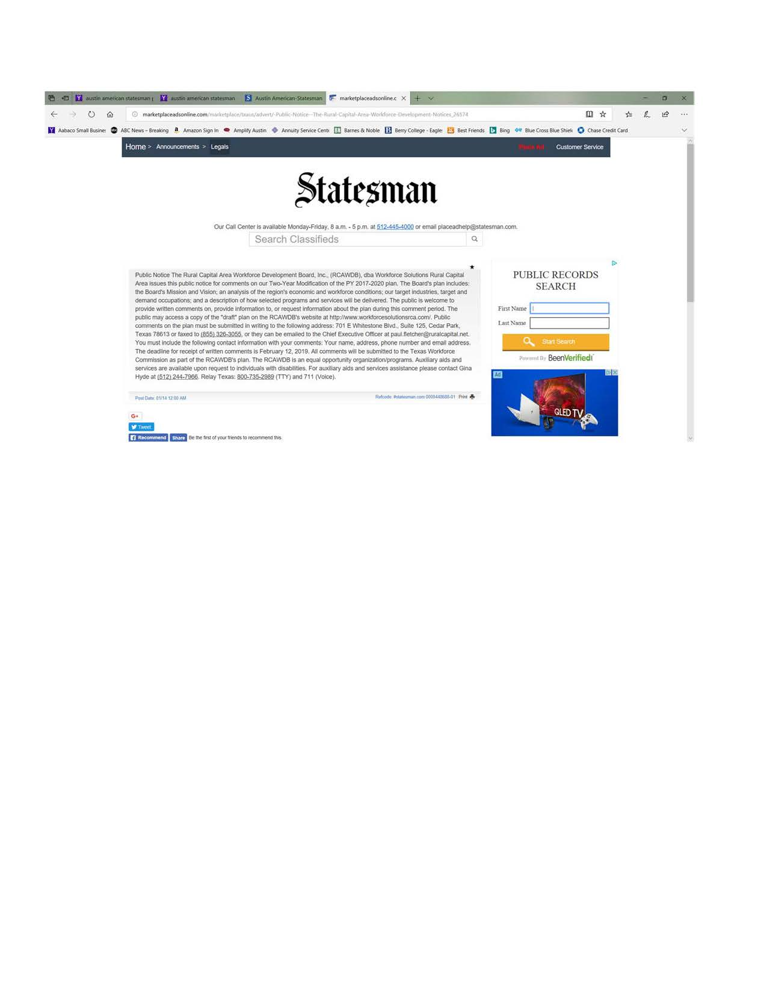 austin american statesman p
austin american statesman
Austin American-Statesman
marketplaceadsonline.c
marketplaceadsonline.com/marketplace/txaus/advert/-Public-Notice--The-Rural-Capital-Area-Workforce-Development-Notices_26574
Aabaco Small Busines ABC News – Breaking Amazon Sign In Amplify Austin Annuity Service Cente Barnes & Noble Berry College - Eagle: Best Friends Bing Blue Cross Blue Shielc Chase Credit Card
Home > Announcements > Legals
Place Ad Customer Service
Statesman
Our Call Center is available Monday-Friday, 8 a.m. - 5 p.m. at 512-445-4000 or email placeadhelp@statesman.com.
Search Classifieds
Public Notice The Rural Capital Area Workforce Development Board, Inc., (RCAWDB), dba Workforce Solutions Rural Capital
Area issues this public notice for comments on our Two-Year Modification of the PY 2017-2020 plan. The Board's plan includes:
the Board's Mission and Vision; an analysis of the region's economic and workforce conditions; our target industries, target and
demand occupations; and a description of how selected programs and services will be delivered. The public is welcome to
provide written comments on, provide information to, or request information about the plan during this comment period. The
public may access a copy of the "draft" plan on the RCAWDB's website at http://www.workforcesolutionsrca.com/. Public
comments on the plan must be submitted in writing to the following address: 701 E Whitestone Blvd., Suite 125, Cedar Park,
Texas 78613 or faxed to (855) 326-3055, or they can be emailed to the Chief Executive Officer at paul.fletcher@ruralcapital.net.
You must include the following contact information with your comments: Your name, address, phone number and email address.
The deadline for receipt of written comments is February 12, 2019. All comments will be submitted to the Texas Workforce
Commission as part of the RCAWDB's plan. The RCAWDB is an equal opportunity organization/programs. Auxiliary aids and
services are available upon request to individuals with disabilities. For auxiliary aids and services assistance please contact Gina
Hyde at (512) 244-7966. Relay Texas: 800-735-2989 (TTY) and 711 (Voice).
Post Date: 01/14 12:00 AM
Refcode: #statesman.com 0000448688-01 Print
G+
Tweet
Recommend Share Be the first of your friends to recommend this.
PUBLIC RECORDS
SEARCH
First Name
Last Name
Start Search
Powered By BeenVerified!
Ad
QLED TV